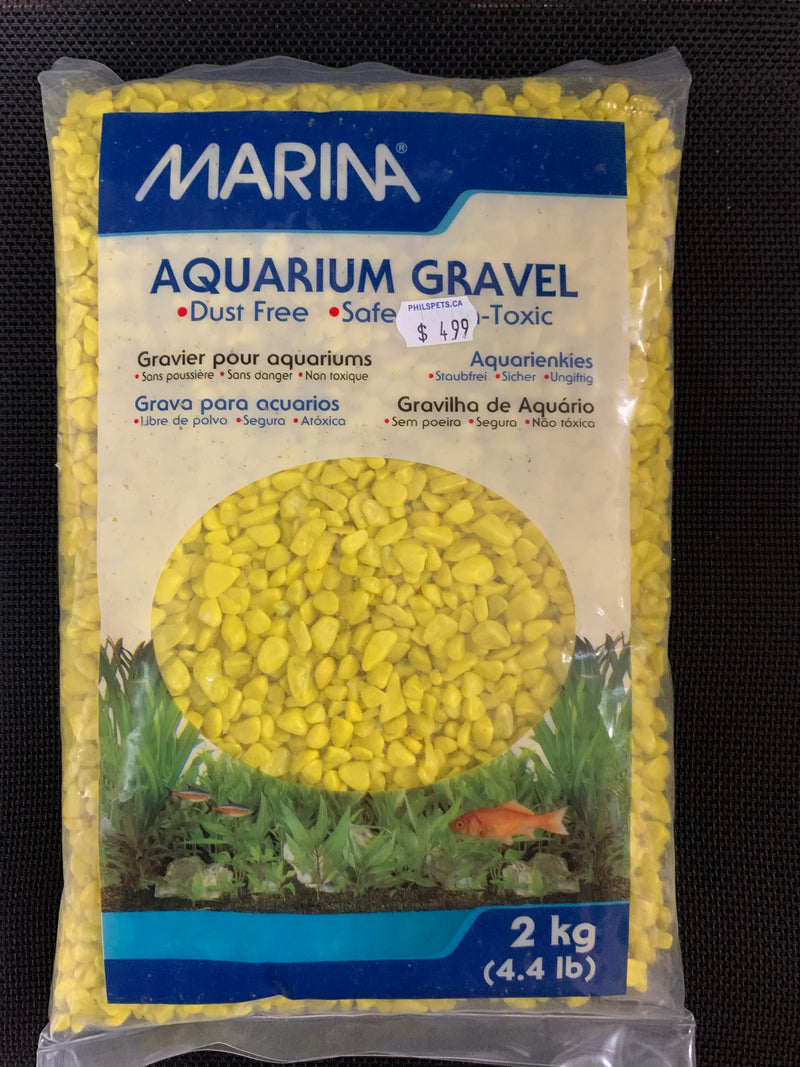 MARINA®
AQUARIUM GRAVEL
•Dust Free •Safe -Toxic
PHILSPETS.CA
$ 4.99
Gravier pour aquariums
•Sans poussière •Sans danger •Non toxique
Aquarienkies
•Staubfrei •Sicher •Ungiftig
Grava para acuarios
•Libre de polvo •Segura •Atóxica
Gravilha de Aquário
•Sem poeira •Segura •Não tóxica
2 kg
(4.4 lb)